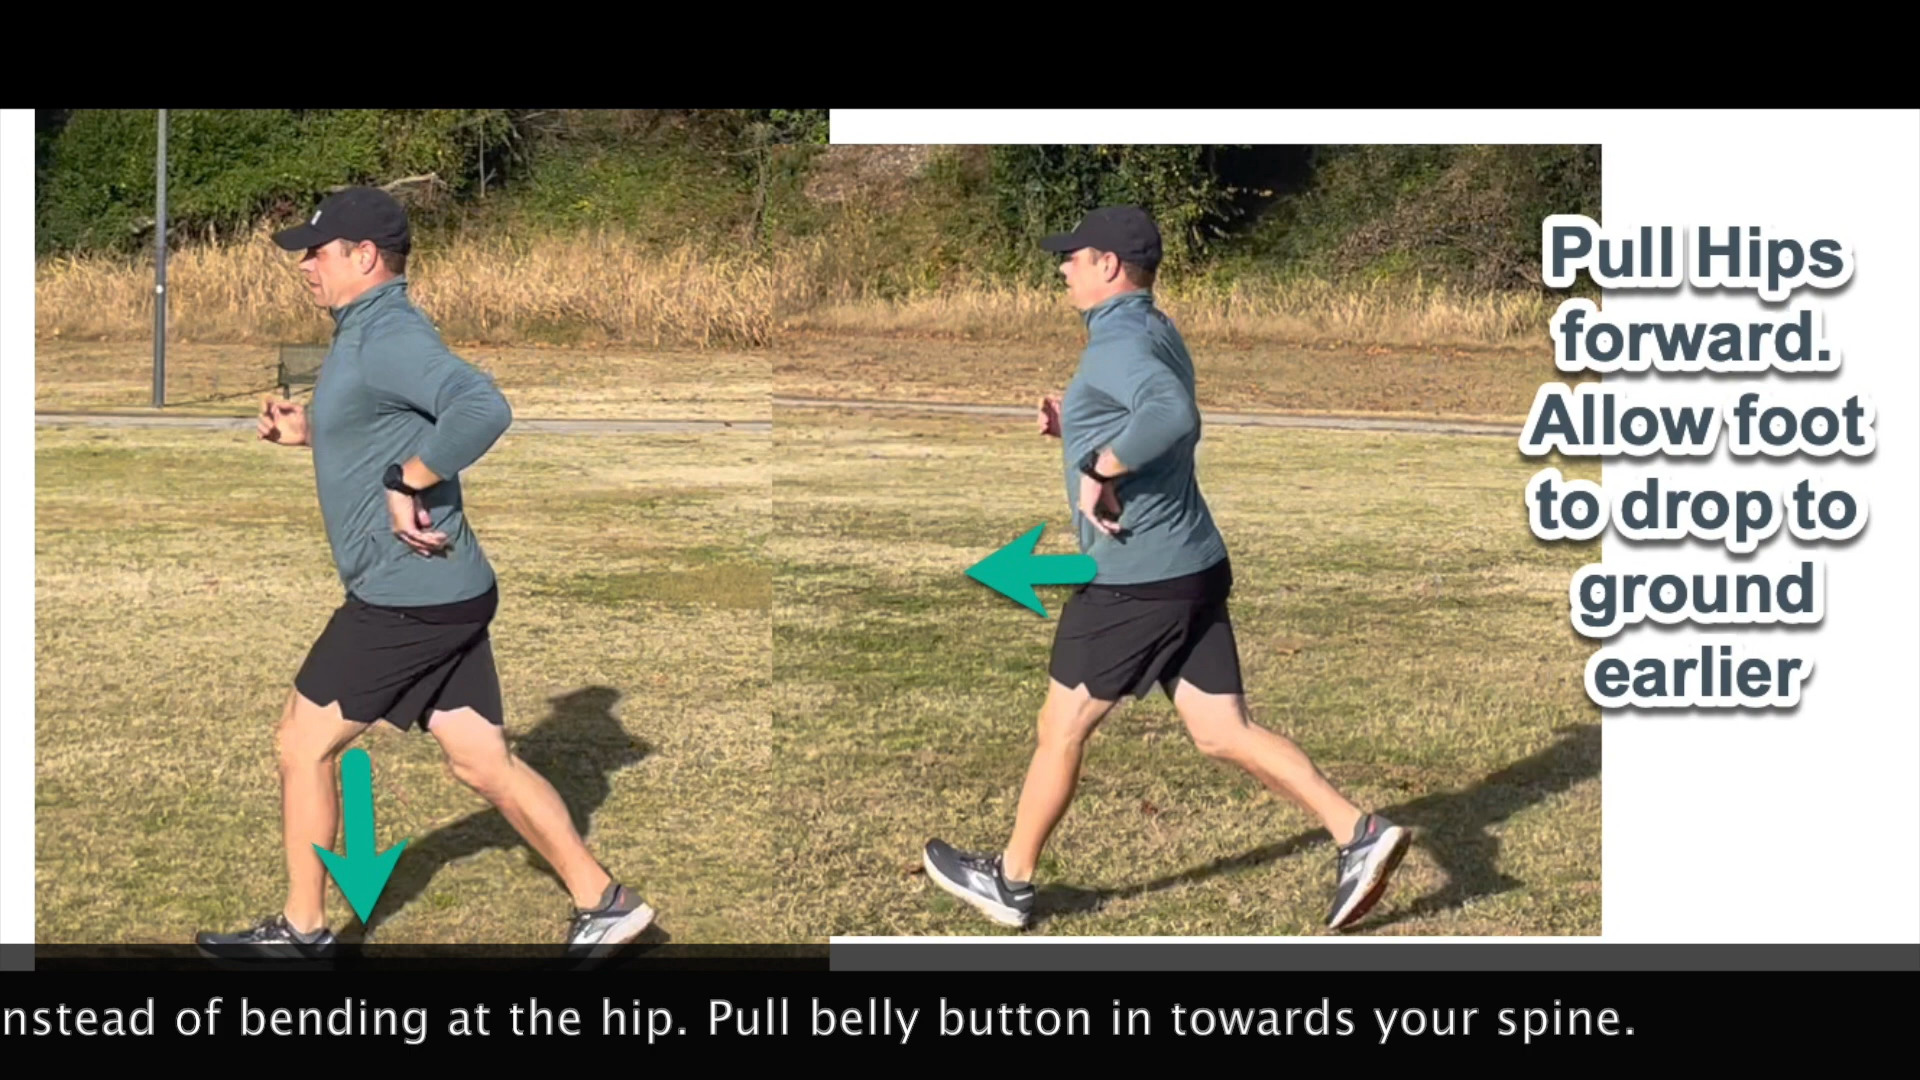 Pull Hips
forward.
Allow foot
to drop to
ground
earlier
nstead of bending at the hip. Pull belly button in towards your spine.